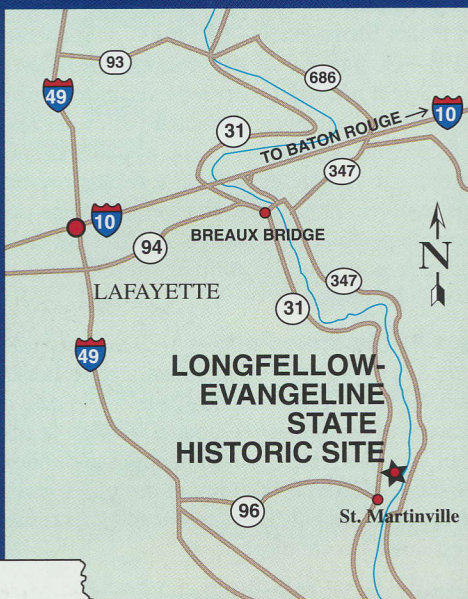 93
686
49
10
31
TO BATON ROUGE
347
10
94
BREAUX BRIDGE
N
LAFAYETTE
31
347
49
LONGFELLOW-
EVANGELINE
STATE
HISTORIC SITE
96
St. Martinville